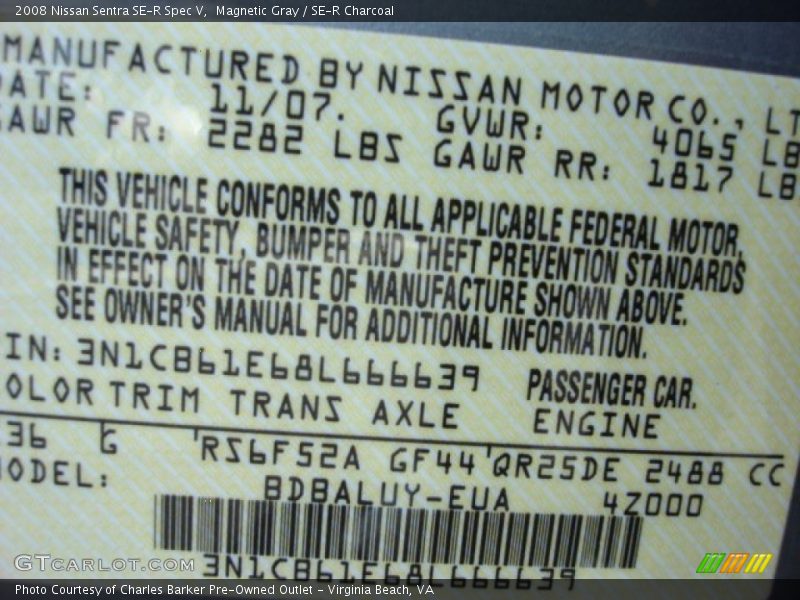 2008 Nissan Sentra SE-R Spec V,  Magnetic Gray / SE-R Charcoal
MANUFACTURED BY NISSAN MOTOR CO., LT
DATE: 11/07. GVWR: 4065 LB
GAWR FR: 2282 LBS GAWR RR: 1817 LB
THIS VEHICLE CONFORMS TO ALL APPLICABLE FEDERAL MOTOR,
VEHICLE SAFETY, BUMPER AND THEFT PREVENTION STANDARDS
IN EFFECT ON THE DATE OF MANUFACTURE SHOWN ABOVE.
SEE OWNER'S MANUAL FOR ADDITIONAL INFORMATION.
IN: 3N1CB61E68L666639 PASSENGER CAR.
OLOR TRIM TRANS AXLE ENGINE
36 G 'RS6F52A GF44'QR25DE 2488 CC
MODEL: BDBALUY-EUA 4Z000
3N1CB61E68L666639
GTCARLOT.COM
Photo Courtesy of Charles Barker Pre-Owned Outlet - Virginia Beach, VA